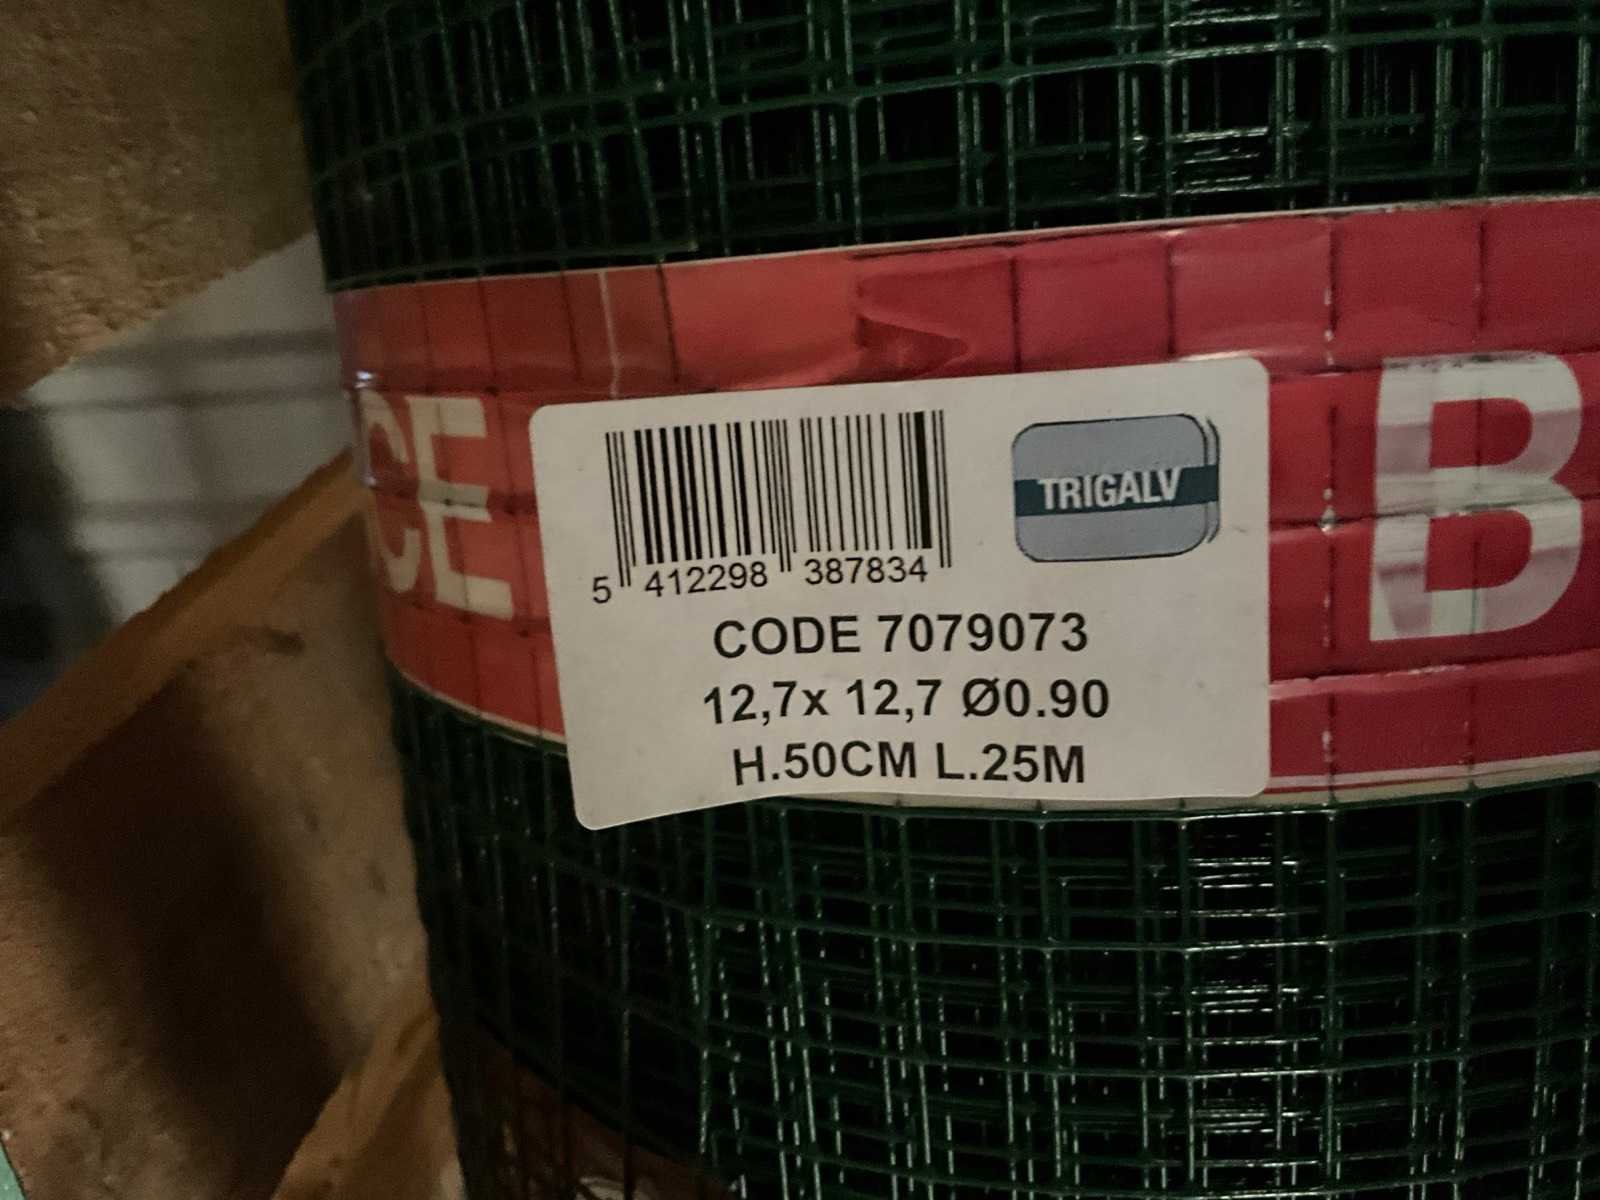 CE
B
TRIGALV
5 412298 387834
CODE 7079073
12,7x 12,7 Ø0.90
H.50CM L.25M